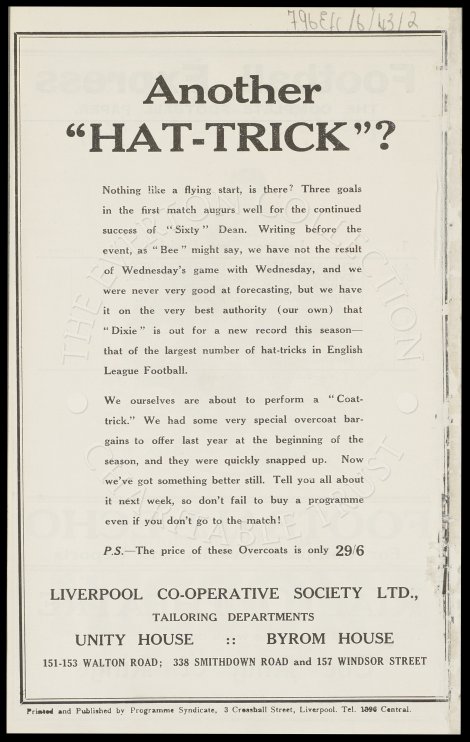 796EFC/6/43/2
Another
“HAT-TRICK”?
Nothing like a flying start, is there? Three goals
in the first match augurs well for the continued
success of “Sixty” Dean. Writing before the
event, as “Bee” might say, we have not the result
of Wednesday's game with Wednesday, and we
were never very good at forecasting, but we have
it on the very best authority (our own) that
“Dixie” is out for a new record this season—
that of the largest number of hat-tricks in English
League Football.
We ourselves are about to perform a “Coat-
trick.” We had some very special overcoat bar-
gains to offer last year at the beginning of the
season, and they were quickly snapped up. Now
we've got something better still. Tell you all about
it next week, so don't fail to buy a programme
even if you don't go to the match!
P.S.—The price of these Overcoats is only 29/6
LIVERPOOL CO-OPERATIVE SOCIETY LTD.,
TAILORING DEPARTMENTS
UNITY HOUSE :: BYROM HOUSE
151-153 WALTON ROAD; 338 SMITHDOWN ROAD and 157 WINDSOR STREET
Printed and Published by Programme Syndicate, 3 Crosshall Street, Liverpool. Tel. 1896 Central.
THE EVERTON COLLECTION
CHARITABLE TRUST